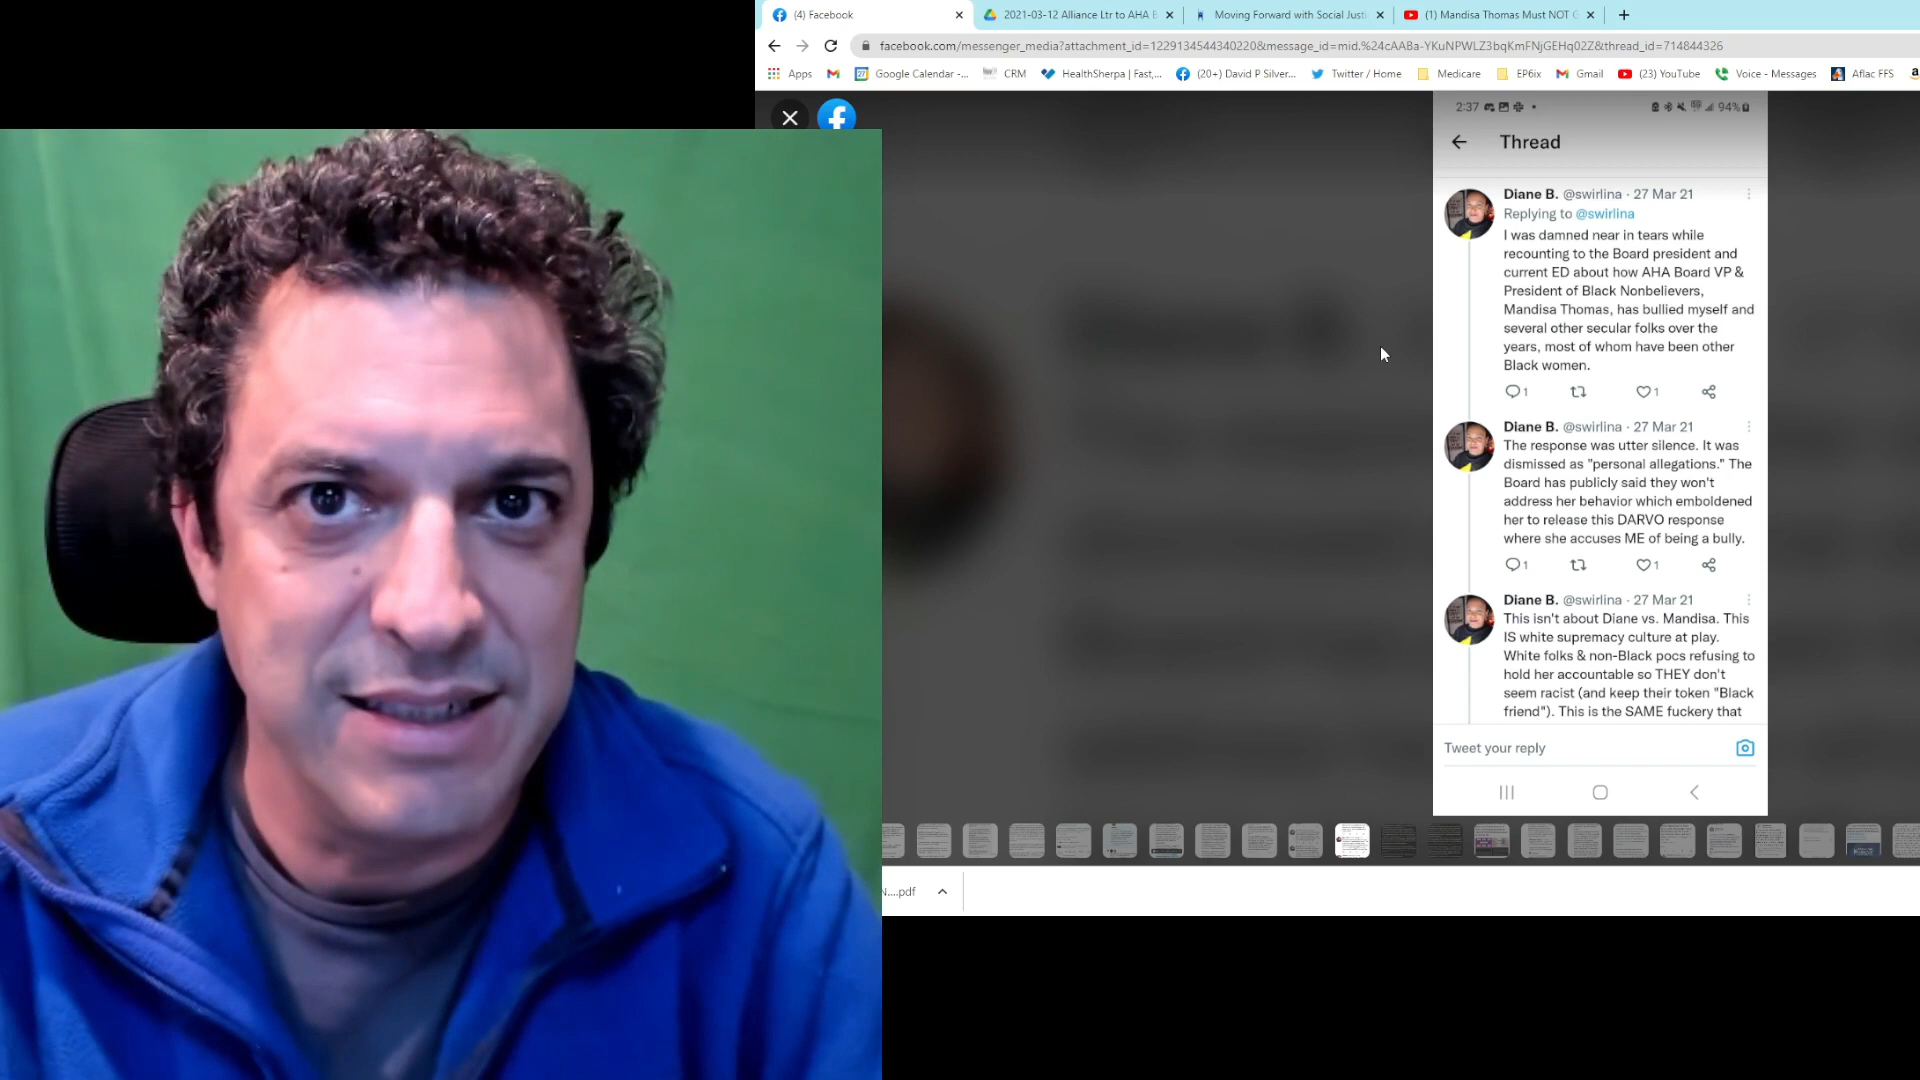 (4) Facebook
2021-03-12 Alliance Ltr to AHA
Moving Forward with Social Justi
(1) Mandisa Thomas Must NOT G
facebook.com/messenger_media?attachment_id=1229134544340220&message_id=mid.%24cAABa-YKuNPWLZ3bqKmFNjGEHq02Z&thread_id=714844326
Apps
Google Calendar -...
CRM
HealthSherpa | Fast,...
(20+) David P Silver...
Twitter / Home
Medicare
EP6ix
Gmail
(23) YouTube
Voice - Messages
Aflac FFS
2:37
94%
Thread
Diane B. @swirlina · 27 Mar 21
Replying to @swirlina
I was damned near in tears while
recounting to the Board president and
current ED about how AHA Board VP &
President of Black Nonbelievers,
Mandisa Thomas, has bullied myself and
several other secular folks over the
years, most of whom have been other
Black women.
1
1
Diane B. @swirlina · 27 Mar 21
The response was utter silence. It was
dismissed as "personal allegations." The
Board has publicly said they won't
address her behavior which emboldened
her to release this DARVO response
where she accuses ME of being a bully.
1
1
Diane B. @swirlina · 27 Mar 21
This isn't about Diane vs. Mandisa. This
IS white supremacy culture at play.
White folks & non-Black pocs refusing to
hold her accountable so THEY don't
seem racist (and keep their token "Black
friend"). This is the SAME fuckery that
Tweet your reply
N....pdf